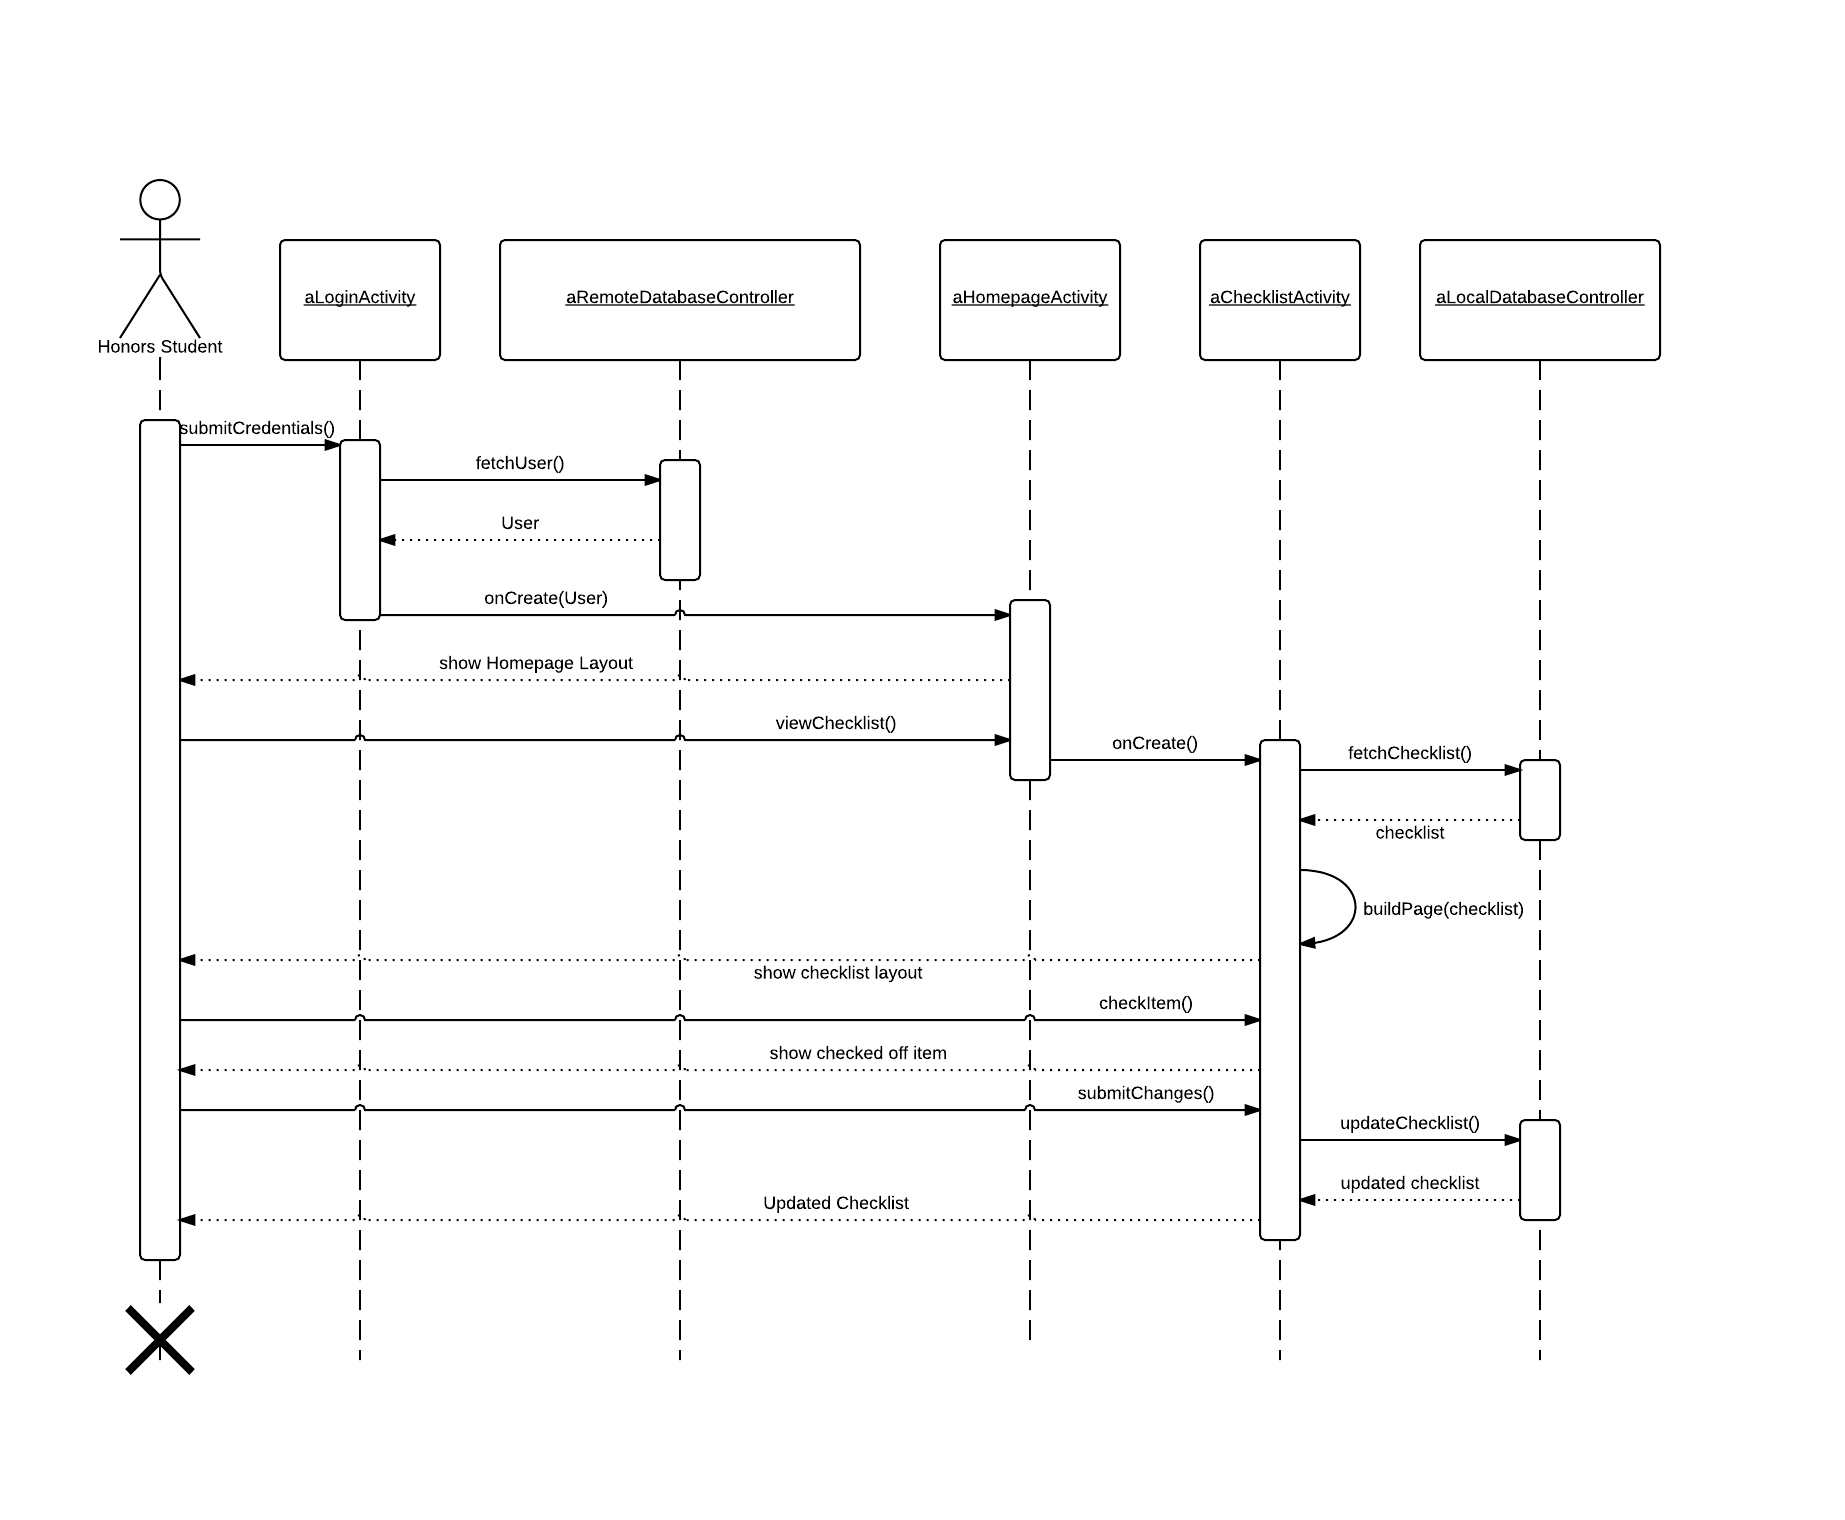 Honors Student
aLoginActivity
aRemoteDatabaseController
aHomepageActivity
aChecklistActivity
aLocalDatabaseController
submitCredentials()
fetchUser()
User
onCreate(User)
show Homepage Layout
viewChecklist()
onCreate()
fetchChecklist()
checklist
buildPage(checklist)
show checklist layout
checkItem()
show checked off item
submitChanges()
updateChecklist()
updated checklist
Updated Checklist